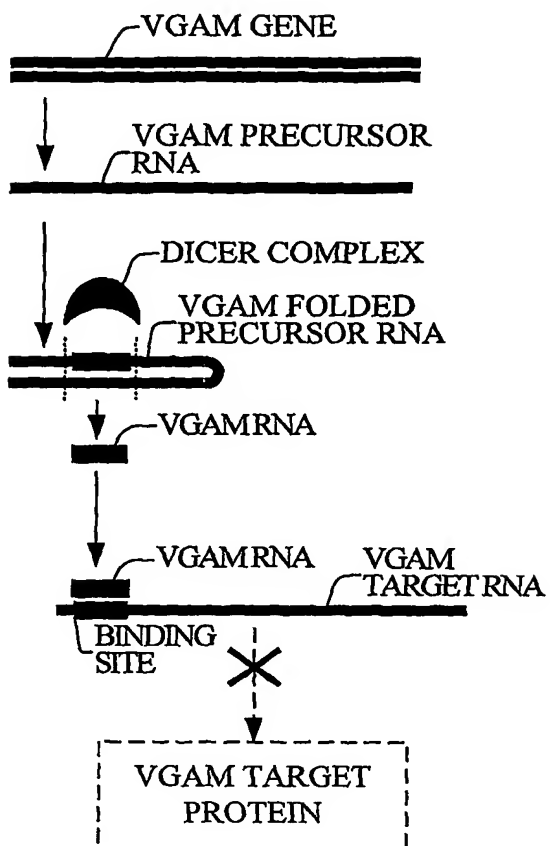 VGAM GENE
VGAM PRECURSOR
RNA
DICER COMPLEX
VGAM FOLDED
PRECURSOR RNA
VGAM RNA
VGAM RNA
VGAM
TARGET RNA
BINDING
SITE
VGAM TARGET
PROTEIN